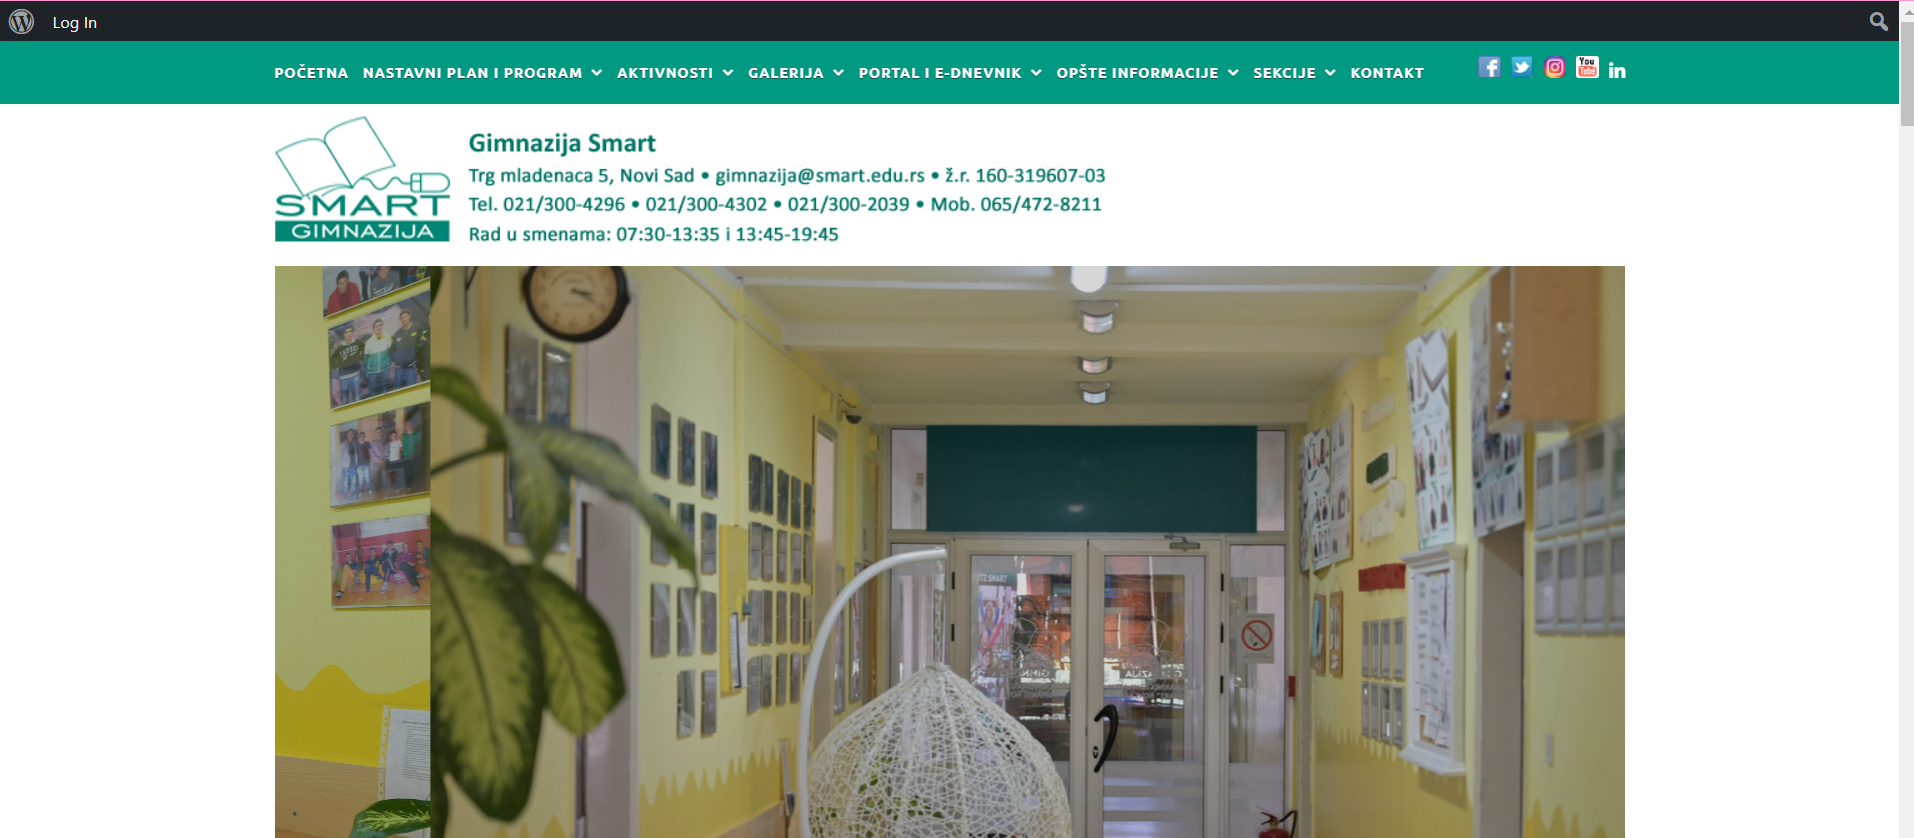 Log In
POČETNA NASTAVNI PLAN I PROGRAM AKTIVNOSTI GALERIJA PORTAL I E-DNEVNIK OPŠTE INFORMACIJE SEKCIJE KONTAKT
You Tube
in
SMART
GIMNAZIJA
Gimnazija Smart
Trg mladenaca 5, Novi Sad • gimnazija@smart.edu.rs • ž.r. 160-319607-03
Tel. 021/300-4296 • 021/300-4302 • 021/300-2039 • Mob. 065/472-8211
Rad u smenama: 07:30-13:35 i 13:45-19:45